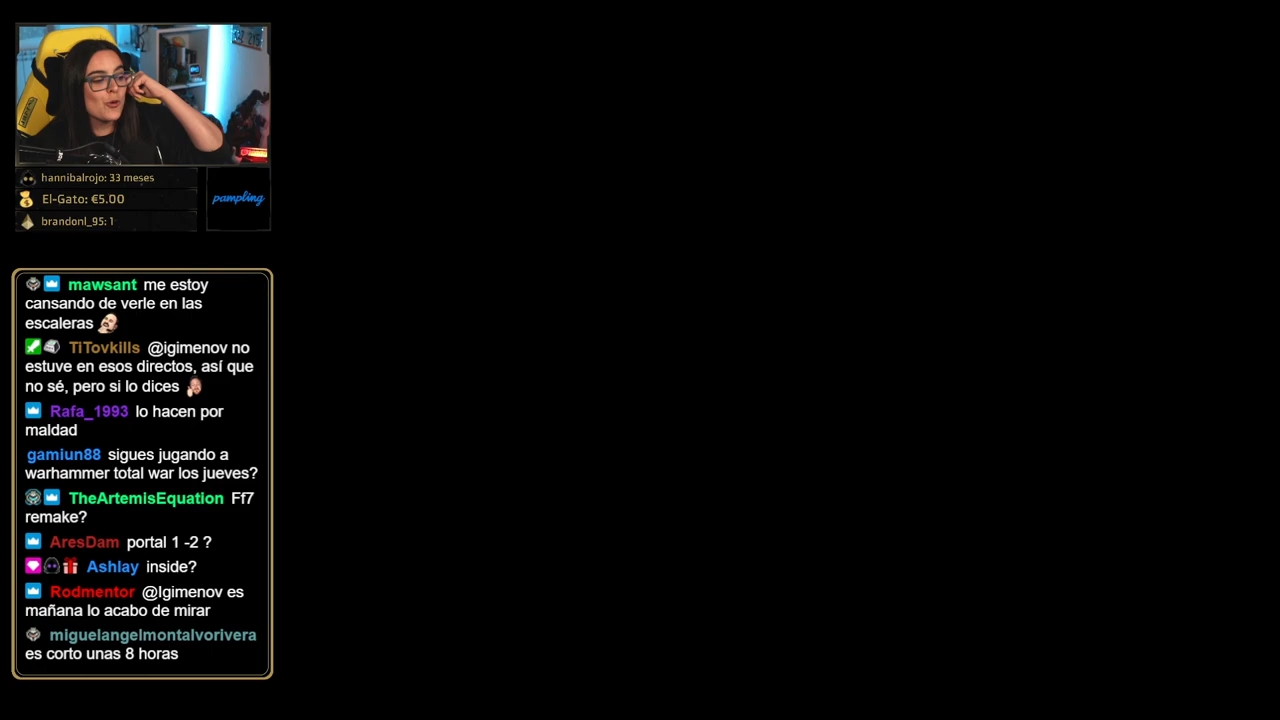 hannibalrojo: 33 meses
El-Gato: €5.00
brandonl_95: 1
pampling
mawsant me estoy
cansando de verle en las
escaleras
TiTovkills @igimenov no
estuve en esos directos, así que
no sé, pero si lo dices
Rafa_1993 lo hacen por
maldad
gamiun88 sigues jugando a
warhammer total war los jueves?
TheArtemisEquation Ff7
remake?
AresDam portal 1 -2 ?
Ashlay inside?
Rodmentor @Igimenov es
mañana lo acabo de mirar
miguelangelmontalvorivera
es corto unas 8 horas